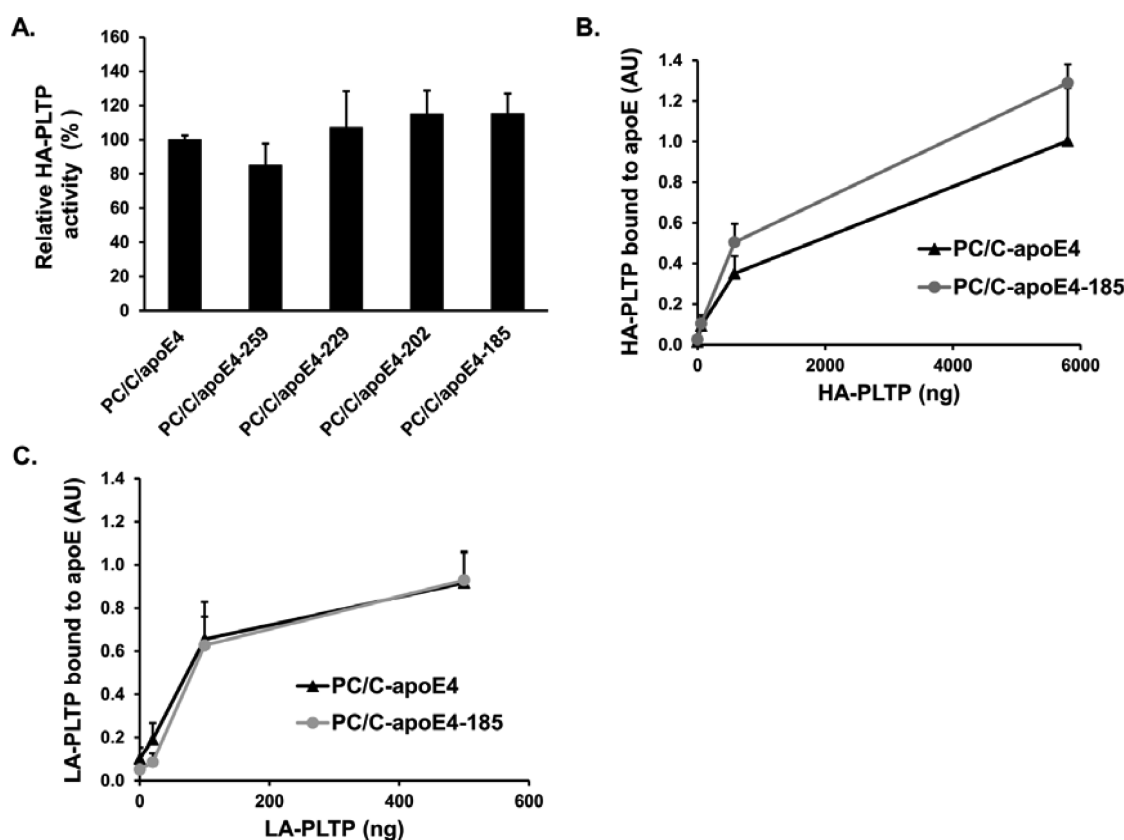 A.
Relative HA-PLTP
activity (%)
160
140
120
100
80
60
40
20
0
PC/C/apoE4
PC/C/apoE4-259
PC/C/apoE4-229
PC/C/apoE4-202
PC/C/apoE4-185
B.
HA-PLTP bound to apoE (AU)
1.4
1.2
1.0
0.8
0.6
0.4
0.2
0.0
PC/C-apoE4
PC/C-apoE4-185
0 2000 4000 6000
HA-PLTP (ng)
C.
LA-PLTP bound to apoE (AU)
1.4
1.2
1.0
0.8
0.6
0.4
0.2
0.0
PC/C-apoE4
PC/C-apoE4-185
0 200 400 600
LA-PLTP (ng)